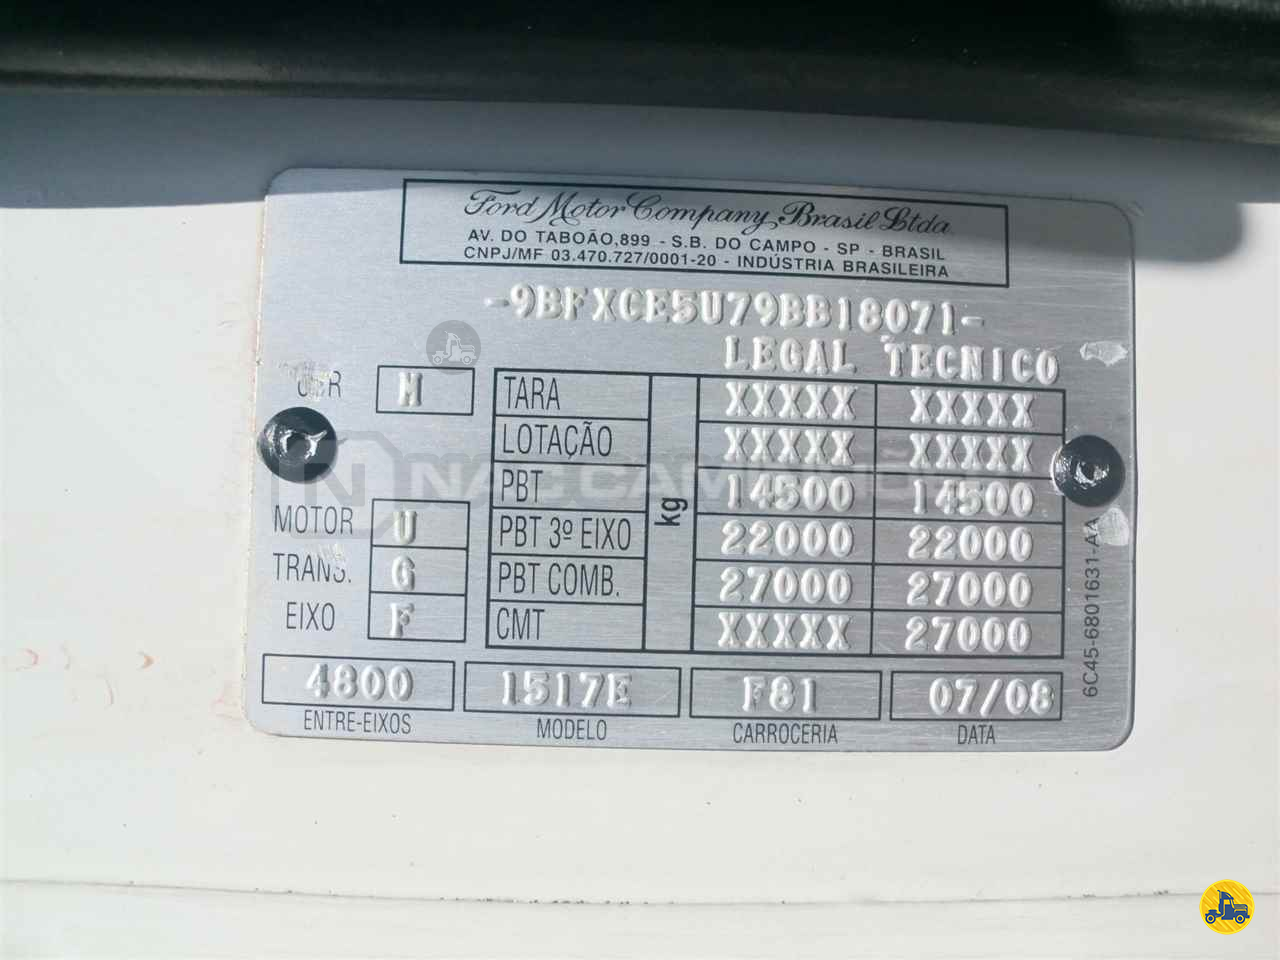 Ford Motor Company Brasil Ltda
AV. DO TABOÃO,899 - S.B. DO CAMPO - SP - BRASIL
CNPJ/MF 03.470.727/0001-20 - INDÚSTRIA BRASILEIRA
-9BFXCE5U79BB18071-
LEGAL TECNICO
M
TARA XXXXX XXXXX
LOTAÇÃO XXXXX XXXXX
PBT 14500 14500
kg
MOTOR U
PBT 3º EIXO 22000 22000
TRANS. G
PBT COMB. 27000 27000
EIXO F
CMT XXXXX 27000
6C45-6801631-AA
4800 1517E F81 07/08
ENTRE-EIXOS MODELO CARROCERIA DATA